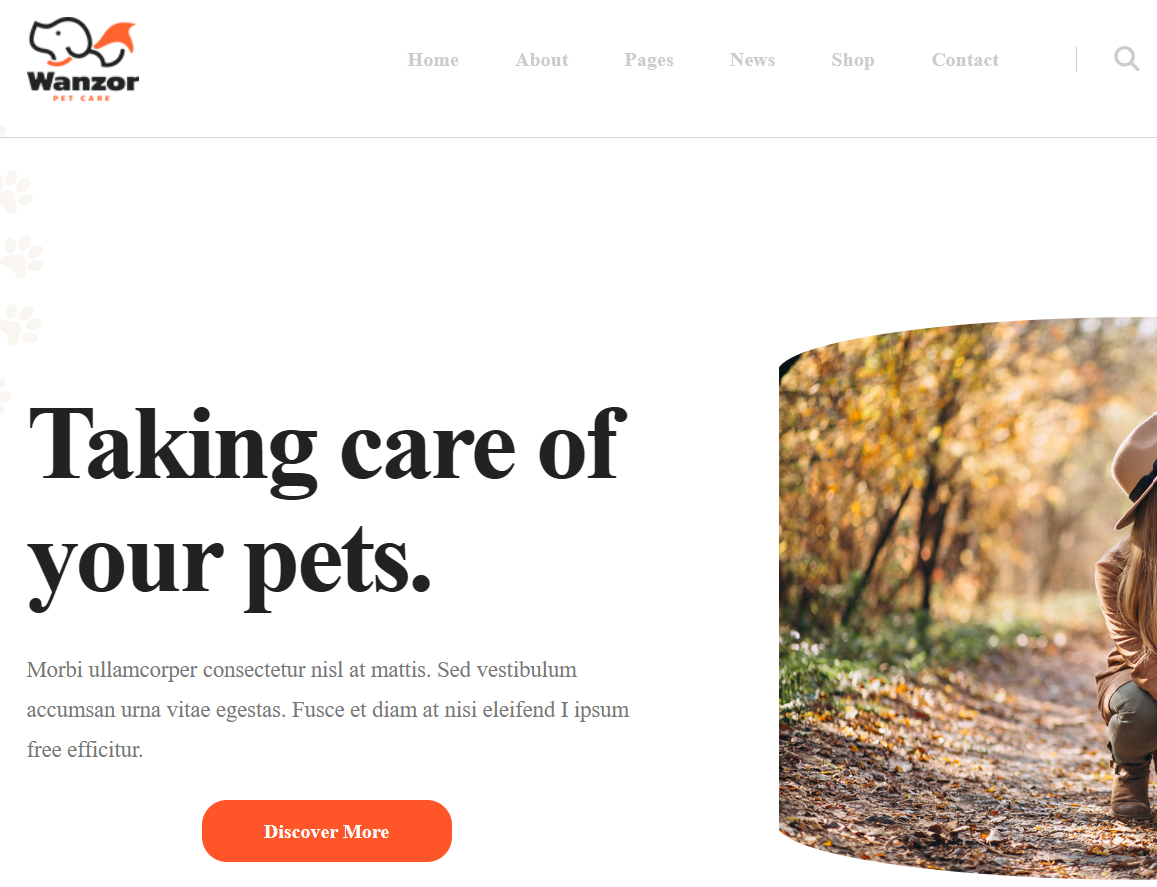 Wanzor
PET CARE
Home About Pages News Shop Contact
Taking care of
your pets.
Morbi ullamcorper consectetur nisl at mattis. Sed vestibulum
accumsan urna vitae egestas. Fusce et diam at nisi eleifend I ipsum
free efficitur.
Discover More